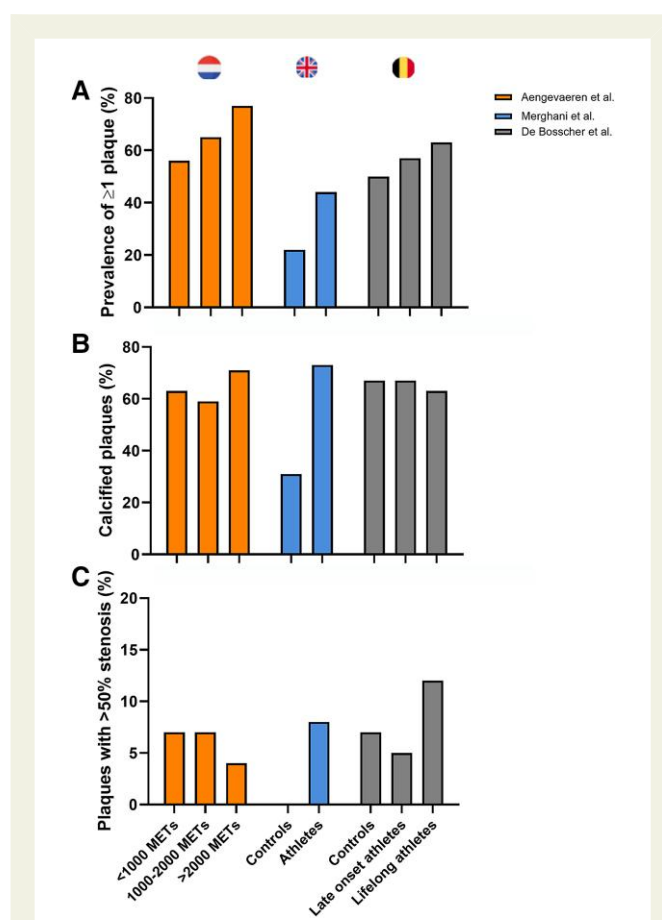 A
Prevalence of ≥1 plaque (%)
80
60
40
20
0
Aengevaeren et al.
Merghani et al.
De Bosscher et al.
B
Calcified plaques (%)
80
60
40
20
0
C
Plaques with >50% stenosis (%)
20
15
10
5
0
<1000 METs
1000-2000 METs
>2000 METs
Controls
Athletes
Controls
Late onset athletes
Lifelong athletes